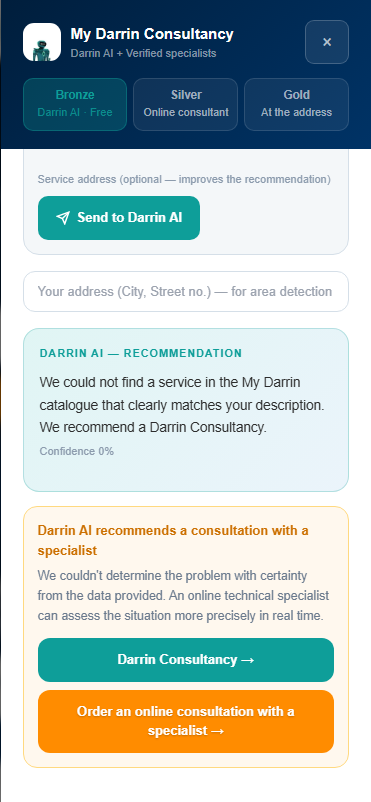 My Darrin Consultancy
Darrin AI + Verified specialists
×
Bronze
Darrin AI · Free
Silver
Online consultant
Gold
At the address
Service address (optional — improves the recommendation)
Send to Darrin AI
Your address (City, Street no.) — for area detection
DARRIN AI — RECOMMENDATION
We could not find a service in the My Darrin
catalogue that clearly matches your description.
We recommend a Darrin Consultancy.
Confidence 0%
Darrin AI recommends a consultation with a
specialist
We couldn't determine the problem with certainty
from the data provided. An online technical specialist
can assess the situation more precisely in real time.
Darrin Consultancy →
Order an online consultation with a
specialist →